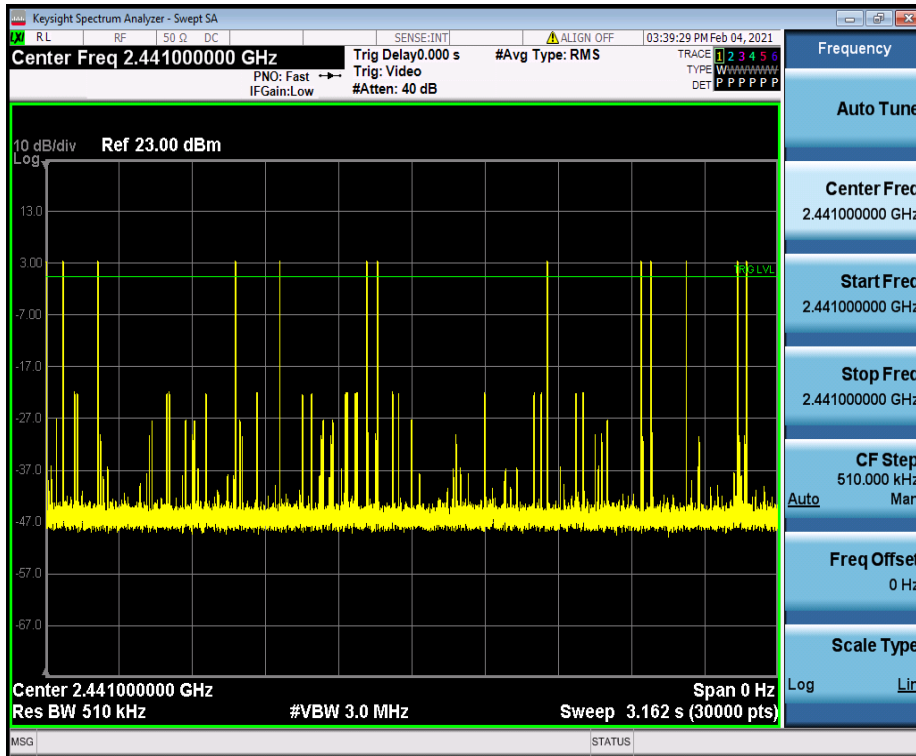 Keysight Spectrum Analyzer - Swept SA
LXI RL RF 50 Ω DC SENSE:INT ALIGN OFF 03:39:29 PM Feb 04, 2021
Center Freq 2.441000000 GHz Trig Delay0.000 s #Avg Type: RMS TRACE 1 2 3 4 5 6
PNO: Fast Trig: Video TYPE WWWWWW
IFGain:Low #Atten: 40 dB DET P P P P P P
10 dB/div Ref 23.00 dBm
Log
13.0
3.00
TRG LVL
-7.00
-17.0
-27.0
-37.0
-47.0
-57.0
-67.0
Center 2.441000000 GHz Span 0 Hz
Res BW 510 kHz #VBW 3.0 MHz Sweep 3.162 s (30000 pts)
MSG STATUS
Frequency
Auto Tune
Center Freq
2.441000000 GHz
Start Freq
2.441000000 GHz
Stop Freq
2.441000000 GHz
CF Step
510.000 kHz
Auto Man
Freq Offset
0 Hz
Scale Type
Log Lin